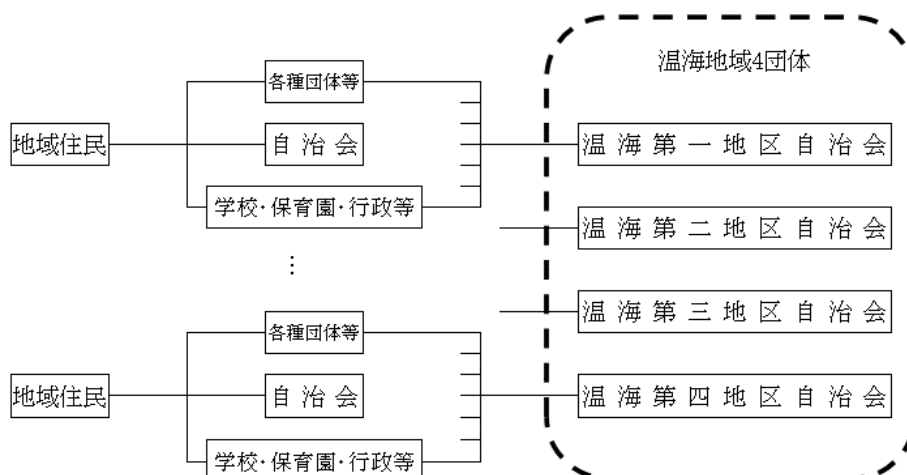 温海地域4団体
各種団体等
地域住民
自治会
温海第一地区自治会
学校・保育園・行政等
温海第二地区自治会
…
温海第三地区自治会
各種団体等
地域住民
自治会
温海第四地区自治会
学校・保育園・行政等